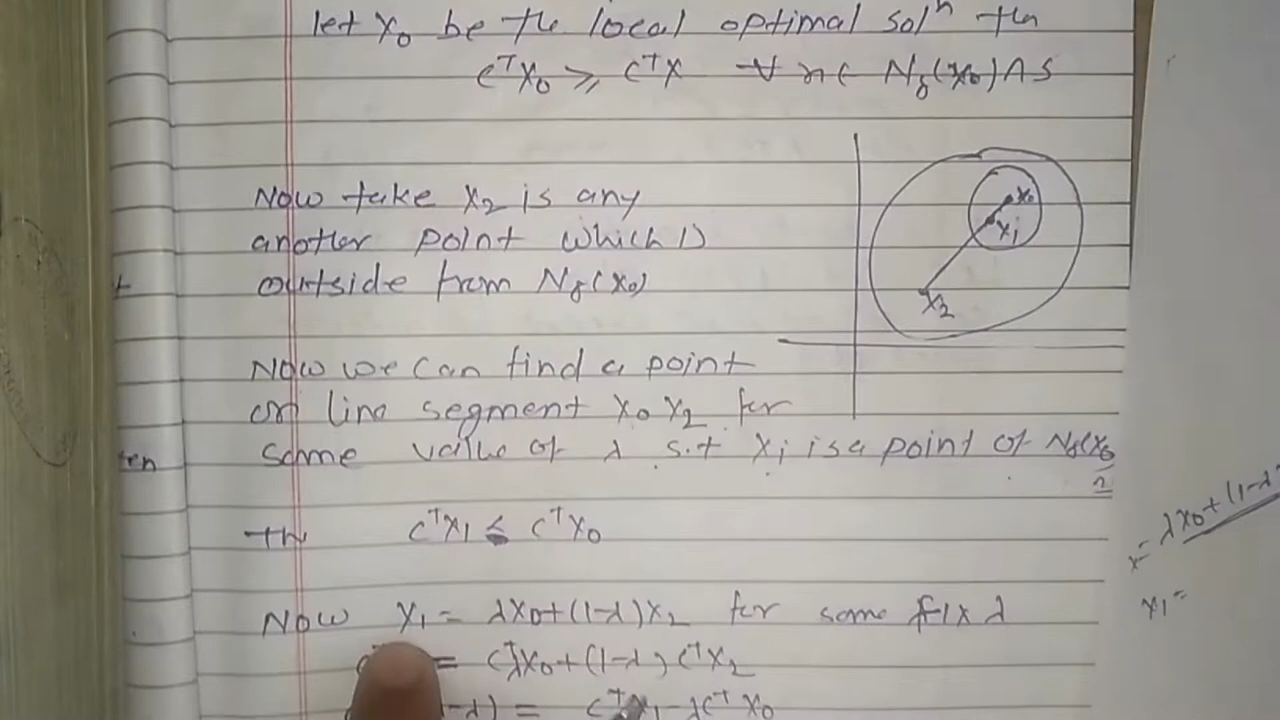 let X₀ be the local optimal solⁿ the
CᵀX₀ ≥ CᵀX ∀ x ∈ N_δ(X₀)∩S
Now take X₂ is any
another point which is
outside from N_δ(X₀)
X₀
X₁
X₂
Now we can find a point
on line segment X₀X₂ for
some value of λ s.t X₁ is a point of N_δ(X₀
th CᵀX₁ ≤ CᵀX₀
Now X₁ = λX₀+(1-λ)X₂ for some fix λ
= CᵀλX₀+(1-λ)CᵀX₂
-λ) = CᵀX₁-λCᵀX₀
x = λX₀+(1-λ
X₁ =